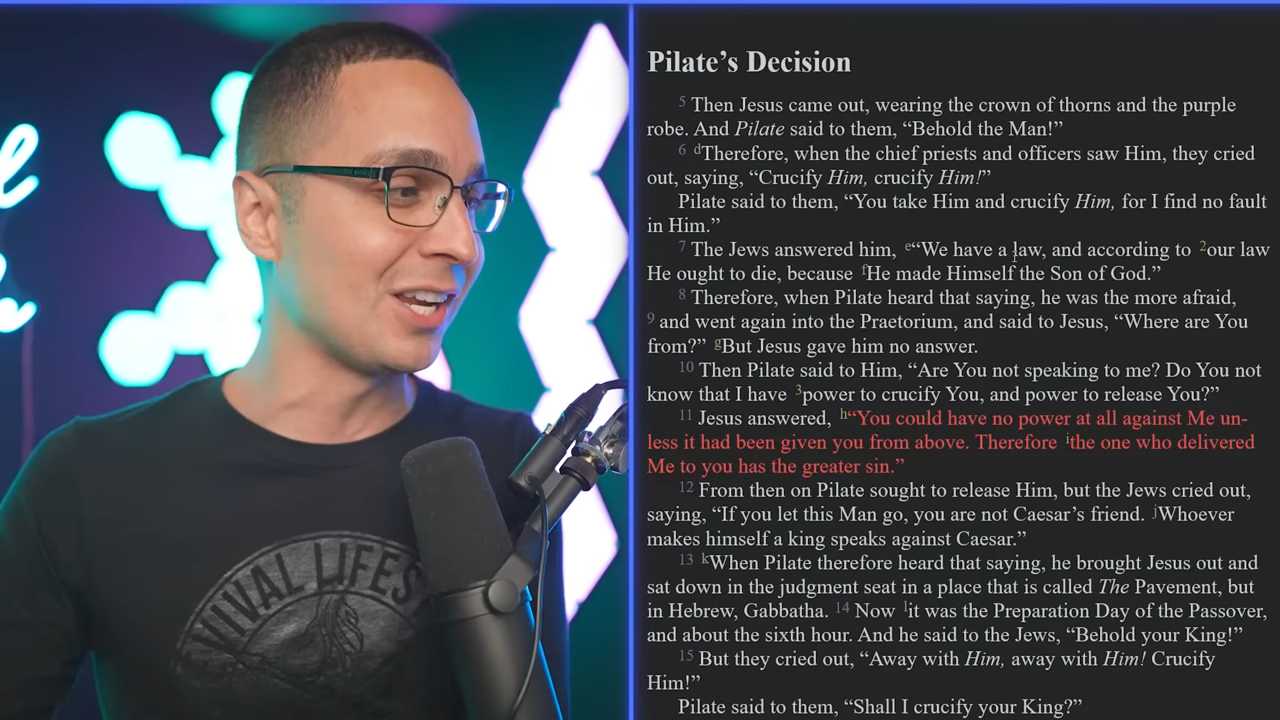 VIVAL LIFES
Pilate’s Decision
5 Then Jesus came out, wearing the crown of thorns and the purple
robe. And Pilate said to them, “Behold the Man!”
6 dTherefore, when the chief priests and officers saw Him, they cried
out, saying, “Crucify Him, crucify Him!”
Pilate said to them, “You take Him and crucify Him, for I find no fault
in Him.”
7 The Jews answered him, e“We have a law, and according to 2our law
He ought to die, because fHe made Himself the Son of God.”
8 Therefore, when Pilate heard that saying, he was the more afraid,
9 and went again into the Praetorium, and said to Jesus, “Where are You
from?” gBut Jesus gave him no answer.
10 Then Pilate said to Him, “Are You not speaking to me? Do You not
know that I have 3power to crucify You, and power to release You?”
11 Jesus answered, h“You could have no power at all against Me un-
less it had been given you from above. Therefore ithe one who delivered
Me to you has the greater sin.”
12 From then on Pilate sought to release Him, but the Jews cried out,
saying, “If you let this Man go, you are not Caesar’s friend. jWhoever
makes himself a king speaks against Caesar.”
13 kWhen Pilate therefore heard that saying, he brought Jesus out and
sat down in the judgment seat in a place that is called The Pavement, but
in Hebrew, Gabbatha. 14 Now lit was the Preparation Day of the Passover,
and about the sixth hour. And he said to the Jews, “Behold your King!”
15 But they cried out, “Away with Him, away with Him! Crucify
Him!”
Pilate said to them, “Shall I crucify your King?”